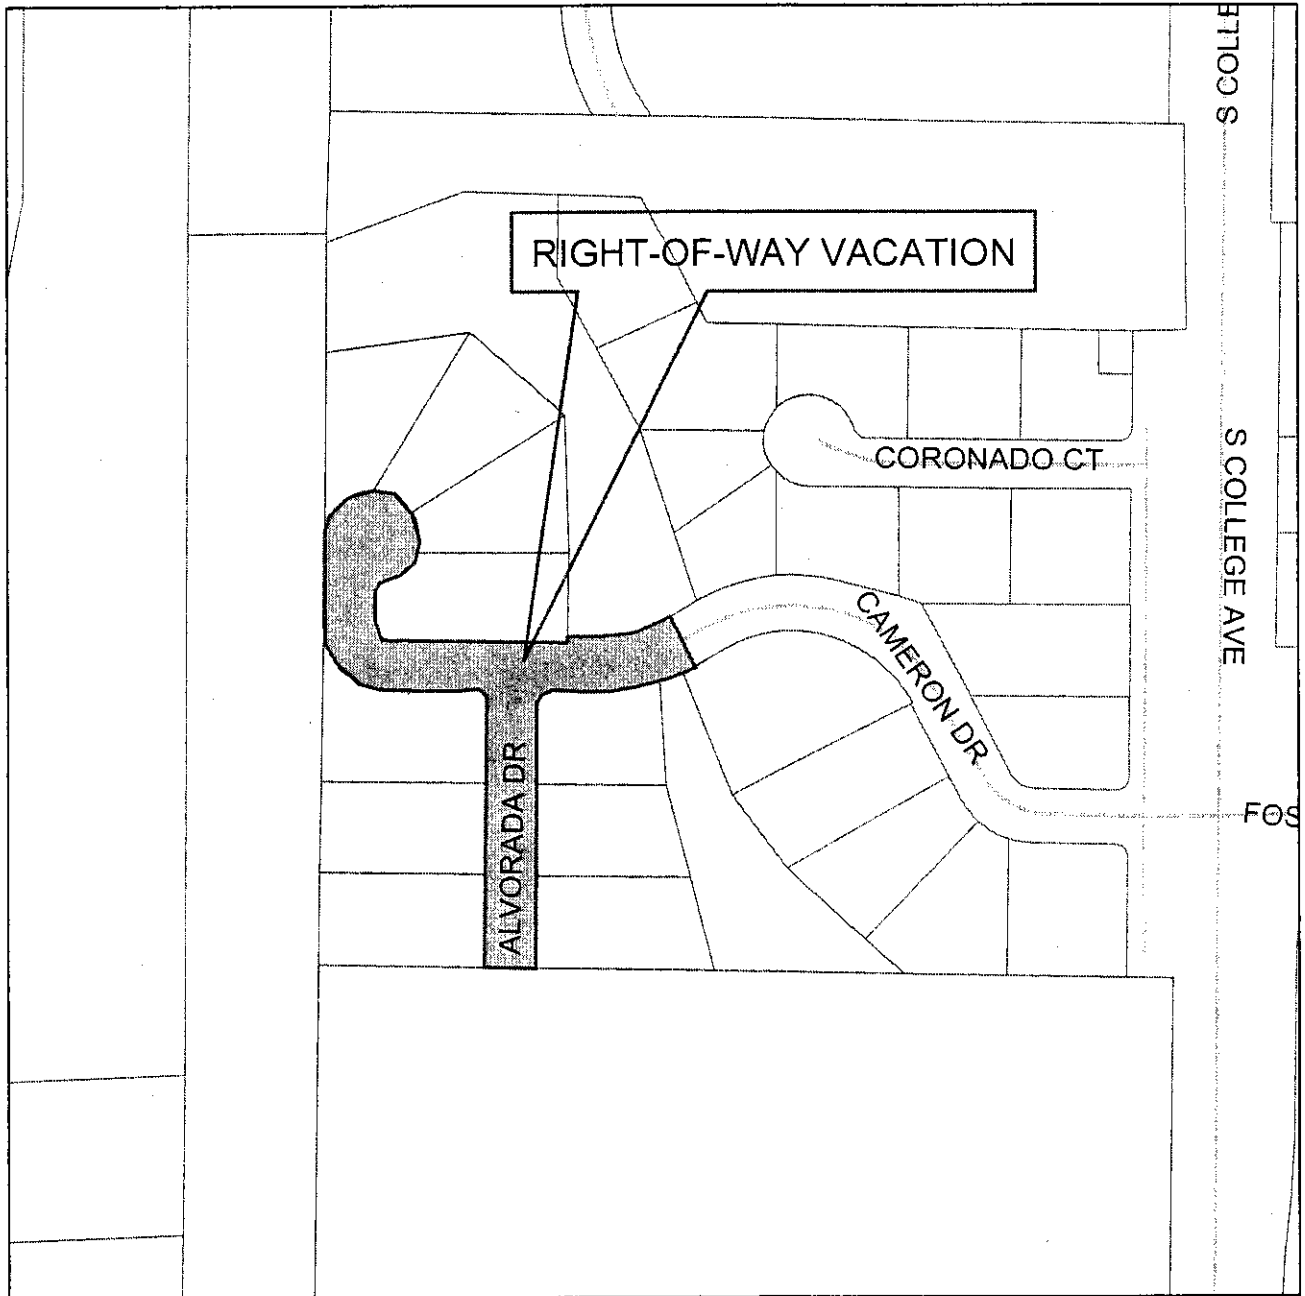 S COLLE
RIGHT-OF-WAY VACATION
CORONADO CT
S COLLEGE AVE
CAMERON DR
ALVORADA DR
FOS